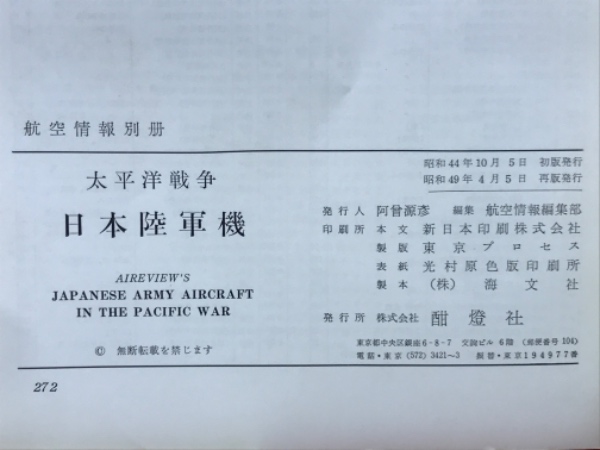 航空情報別冊
太平洋戦争
日本陸軍機
AIREVIEW'S
JAPANESE ARMY AIRCRAFT
IN THE PACIFIC WAR
© 無断転載を禁じます
昭和44年10月5日 初版発行
昭和49年4月5日 再版発行
発行人 阿曾源彦 編集 航空情報編集部
印刷所 本文 新日本印刷株式会社
製版 東京プロセス
表紙 光村原色版印刷所
製本 (株) 海文社
発行所 株式会社 酣燈社
東京都中央区銀座6-8-7 交詢ビル6階 (郵便番号104)
電話・東京 (572) 3421~3 振替・東京194977番
272